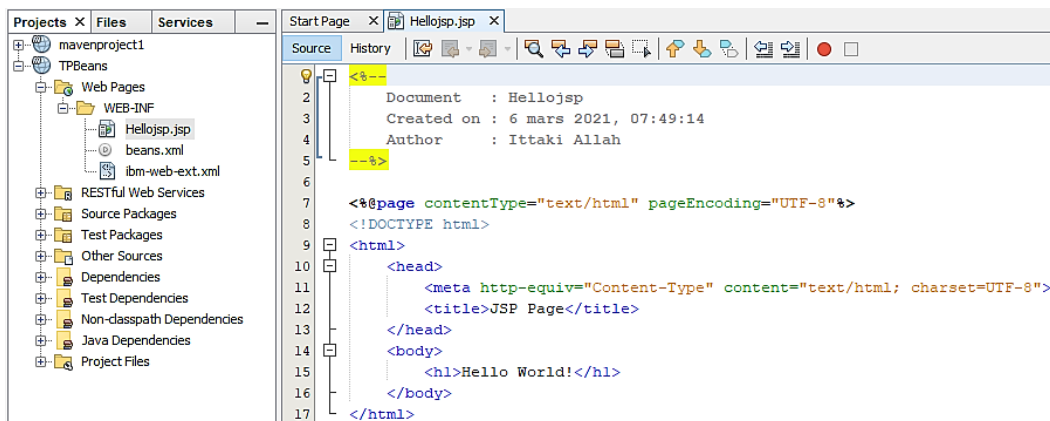 Projects Files Services
mavenproject1
TPBeans
Web Pages
WEB-INF
Hellojsp.jsp
beans.xml
ibm-web-ext.xml
RESTful Web Services
Source Packages
Test Packages
Other Sources
Dependencies
Test Dependencies
Non-classpath Dependencies
Java Dependencies
Project Files
Start Page Hellojsp.jsp
Source History
<%--
2 Document : Hellojsp
3 Created on : 6 mars 2021, 07:49:14
4 Author : Ittaki Allah
5 --%>
6
7 <%@page contentType="text/html" pageEncoding="UTF-8"%>
8 <!DOCTYPE html>
9 <html>
10 <head>
11 <meta http-equiv="Content-Type" content="text/html; charset=UTF-8">
12 <title>JSP Page</title>
13 </head>
14 <body>
15 <h1>Hello World!</h1>
16 </body>
17 </html>